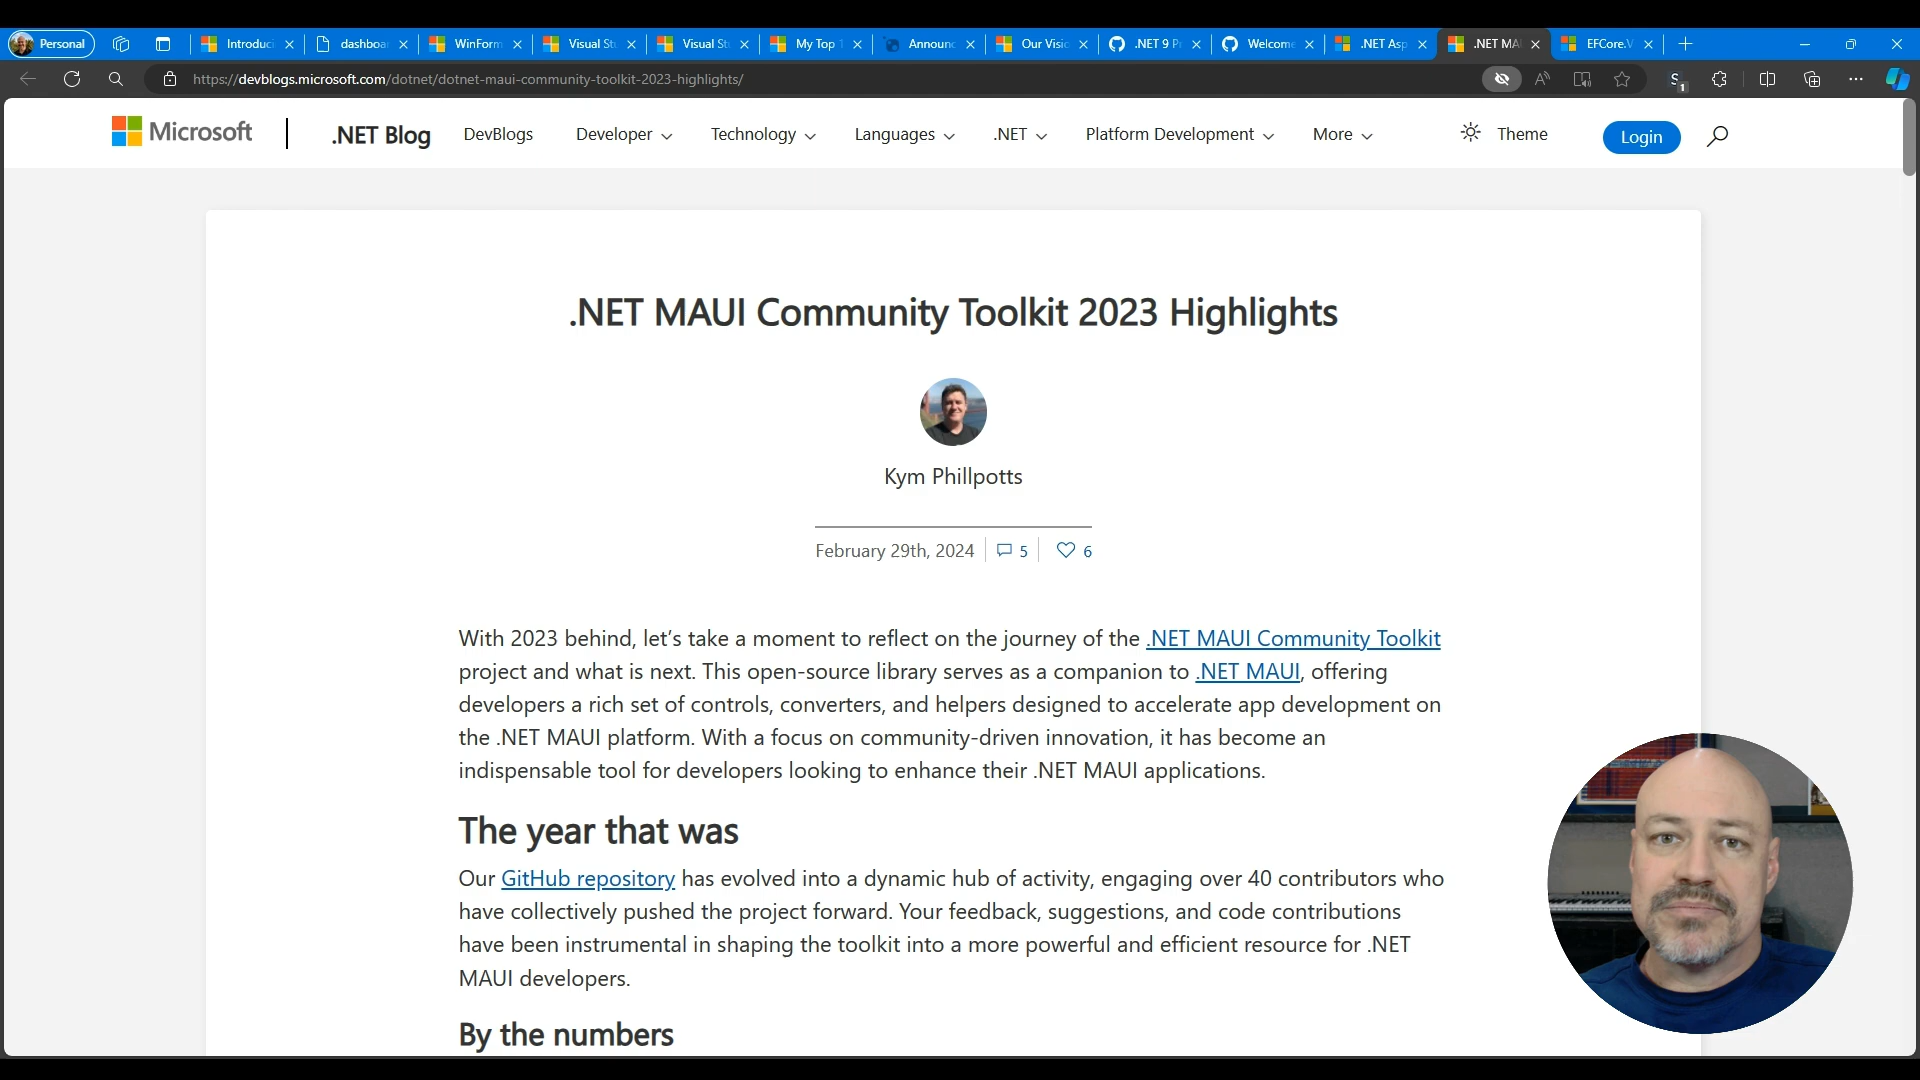 Personal
Introduci
dashboar
WinForm
Visual Stu
Visual Stu
My Top 1
Announc
Our Visio
.NET 9 Pr
Welcome
.NET Asp
.NET MAU
EFCore.V
https://devblogs.microsoft.com/dotnet/dotnet-maui-community-toolkit-2023-highlights/
1
Microsoft
.NET Blog
DevBlogs
Developer
Technology
Languages
.NET
Platform Development
More
Theme
Login
.NET MAUI Community Toolkit 2023 Highlights
Kym Phillpotts
February 29th, 2024 5 6
With 2023 behind, let’s take a moment to reflect on the journey of the .NET MAUI Community Toolkit
project and what is next. This open-source library serves as a companion to .NET MAUI, offering
developers a rich set of controls, converters, and helpers designed to accelerate app development on
the .NET MAUI platform. With a focus on community-driven innovation, it has become an
indispensable tool for developers looking to enhance their .NET MAUI applications.
The year that was
Our GitHub repository has evolved into a dynamic hub of activity, engaging over 40 contributors who
have collectively pushed the project forward. Your feedback, suggestions, and code contributions
have been instrumental in shaping the toolkit into a more powerful and efficient resource for .NET
MAUI developers.
By the numbers